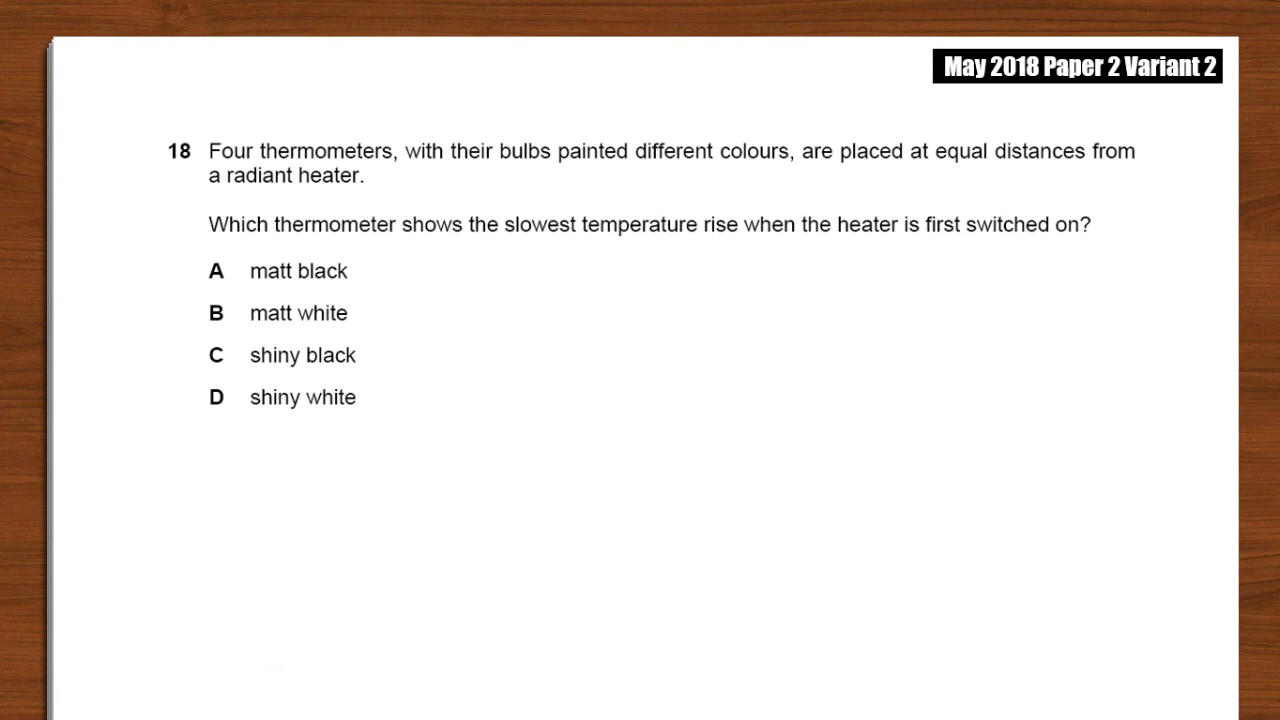 May 2018 Paper 2 Variant 2
18 Four thermometers, with their bulbs painted different colours, are placed at equal distances from
a radiant heater.
Which thermometer shows the slowest temperature rise when the heater is first switched on?
A matt black
B matt white
C shiny black
D shiny white